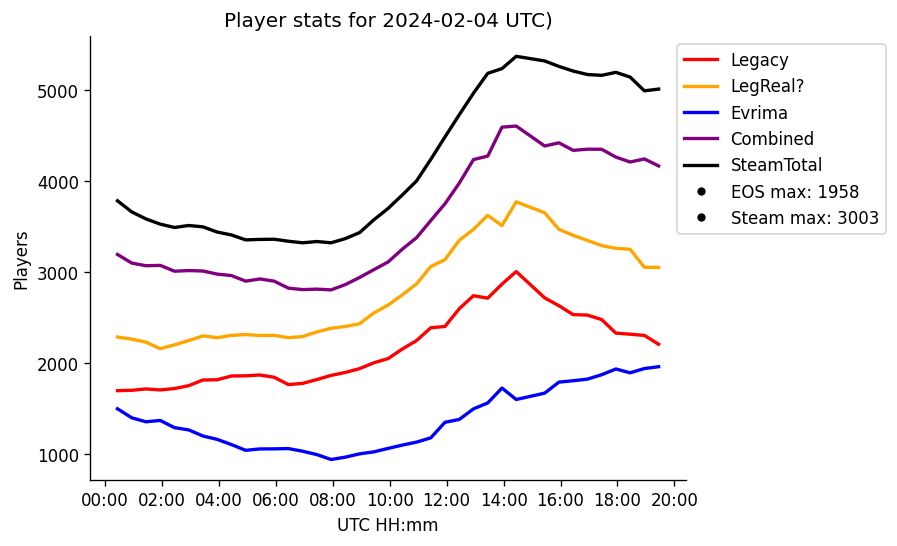 Player stats for 2024-02-04 UTC)
Legacy
LegReal?
Evrima
Combined
SteamTotal
EOS max: 1958
Steam max: 3003
Players
5000
4000
3000
2000
1000
00:00 02:00 04:00 06:00 08:00 10:00 12:00 14:00 16:00 18:00 20:00
UTC HH:mm